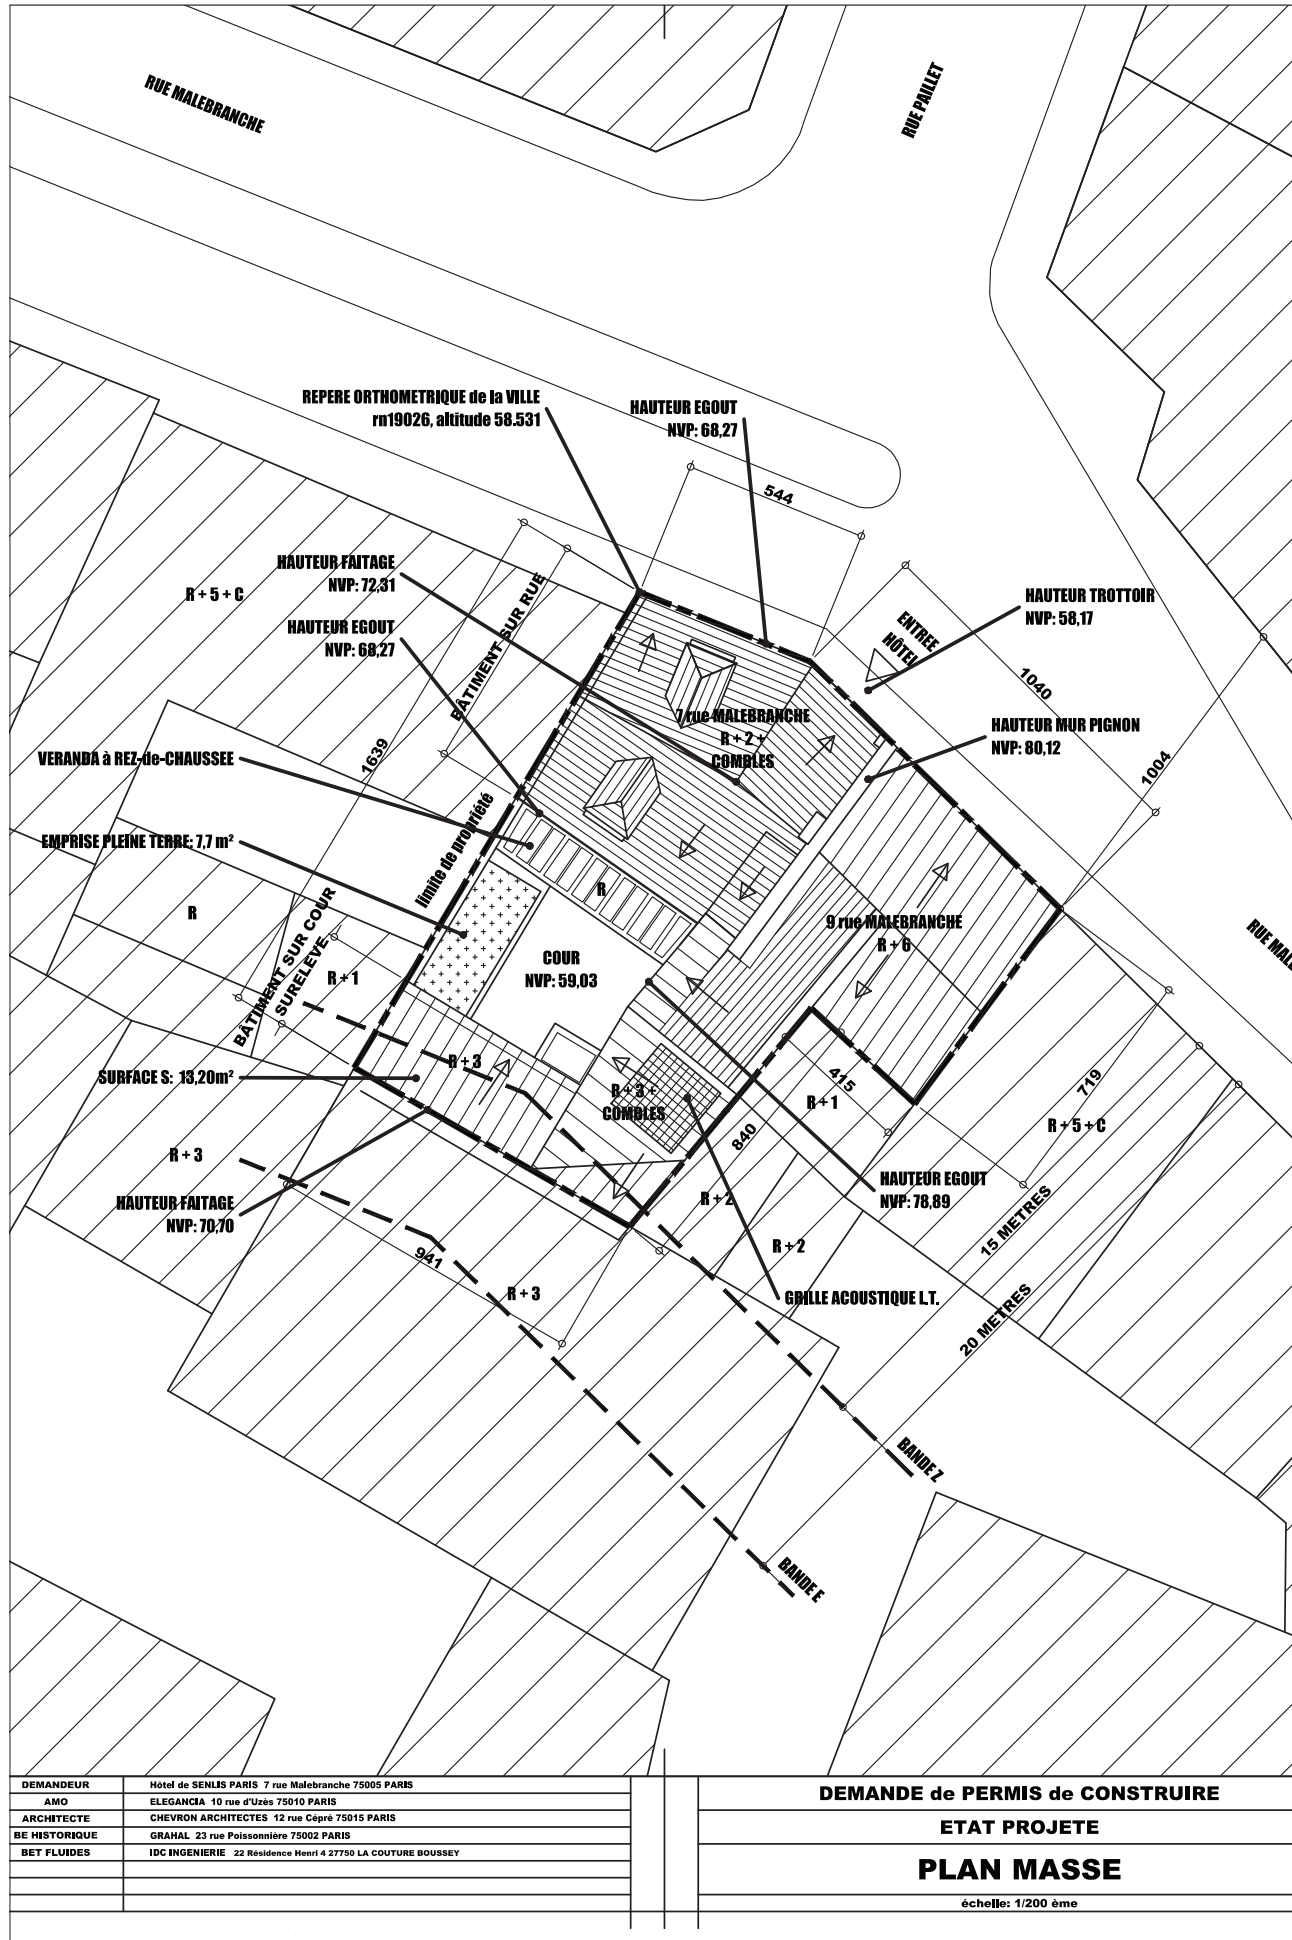 RUE MALEBRANCHE
RUE PAILLET
REPERE ORTHOMETRIQUE de la VILLE
rn19026, altitude 58.531
HAUTEUR EGOUT
NVP: 68,27
544
HAUTEUR FAITAGE
NVP: 72,31
R + 5 + C
HAUTEUR EGOUT
NVP: 68,27
BÂTIMENT SUR RUE
ENTREE
HÔTEL
HAUTEUR TROTTOIR
NVP: 58,17
1040
7 rue MALEBRANCHE
R + 2 +
COMBLES
HAUTEUR MUR PIGNON
NVP: 80,12
1004
VERANDA à REZ-de-CHAUSSEE
1639
limite de propriété
EMPRISE PLEINE TERRE: 7,7 m²
R
R
9 rue MALEBRANCHE
R + 6
RUE MALE
BÂTIMENT SUR COUR
SURELEVE
R + 1
COUR
NVP: 59,03
SURFACE S: 13,20m²
R + 3
R + 3 +
COMBLES
415
R + 1
719
R + 5 + C
840
R + 3
HAUTEUR FAITAGE
NVP: 70,70
R + 2
HAUTEUR EGOUT
NVP: 78,89
R + 2
15 METRES
941
R + 3
GRILLE ACOUSTIQUE L.T.
20 METRES
BANDE Z
BANDE E
DEMANDEUR Hôtel de SENLIS PARIS 7 rue Malebranche 75005 PARIS
AMO ELEGANCIA 10 rue d'Uzès 75010 PARIS
ARCHITECTE CHEVRON ARCHITECTES 12 rue Cépré 75015 PARIS
BE HISTORIQUE GRAHAL 23 rue Poissonnière 75002 PARIS
BET FLUIDES IDC INGENIERIE 22 Résidence Henri 4 27750 LA COUTURE BOUSSEY
DEMANDE de PERMIS de CONSTRUIRE
ETAT PROJETE
PLAN MASSE
échelle: 1/200 ème